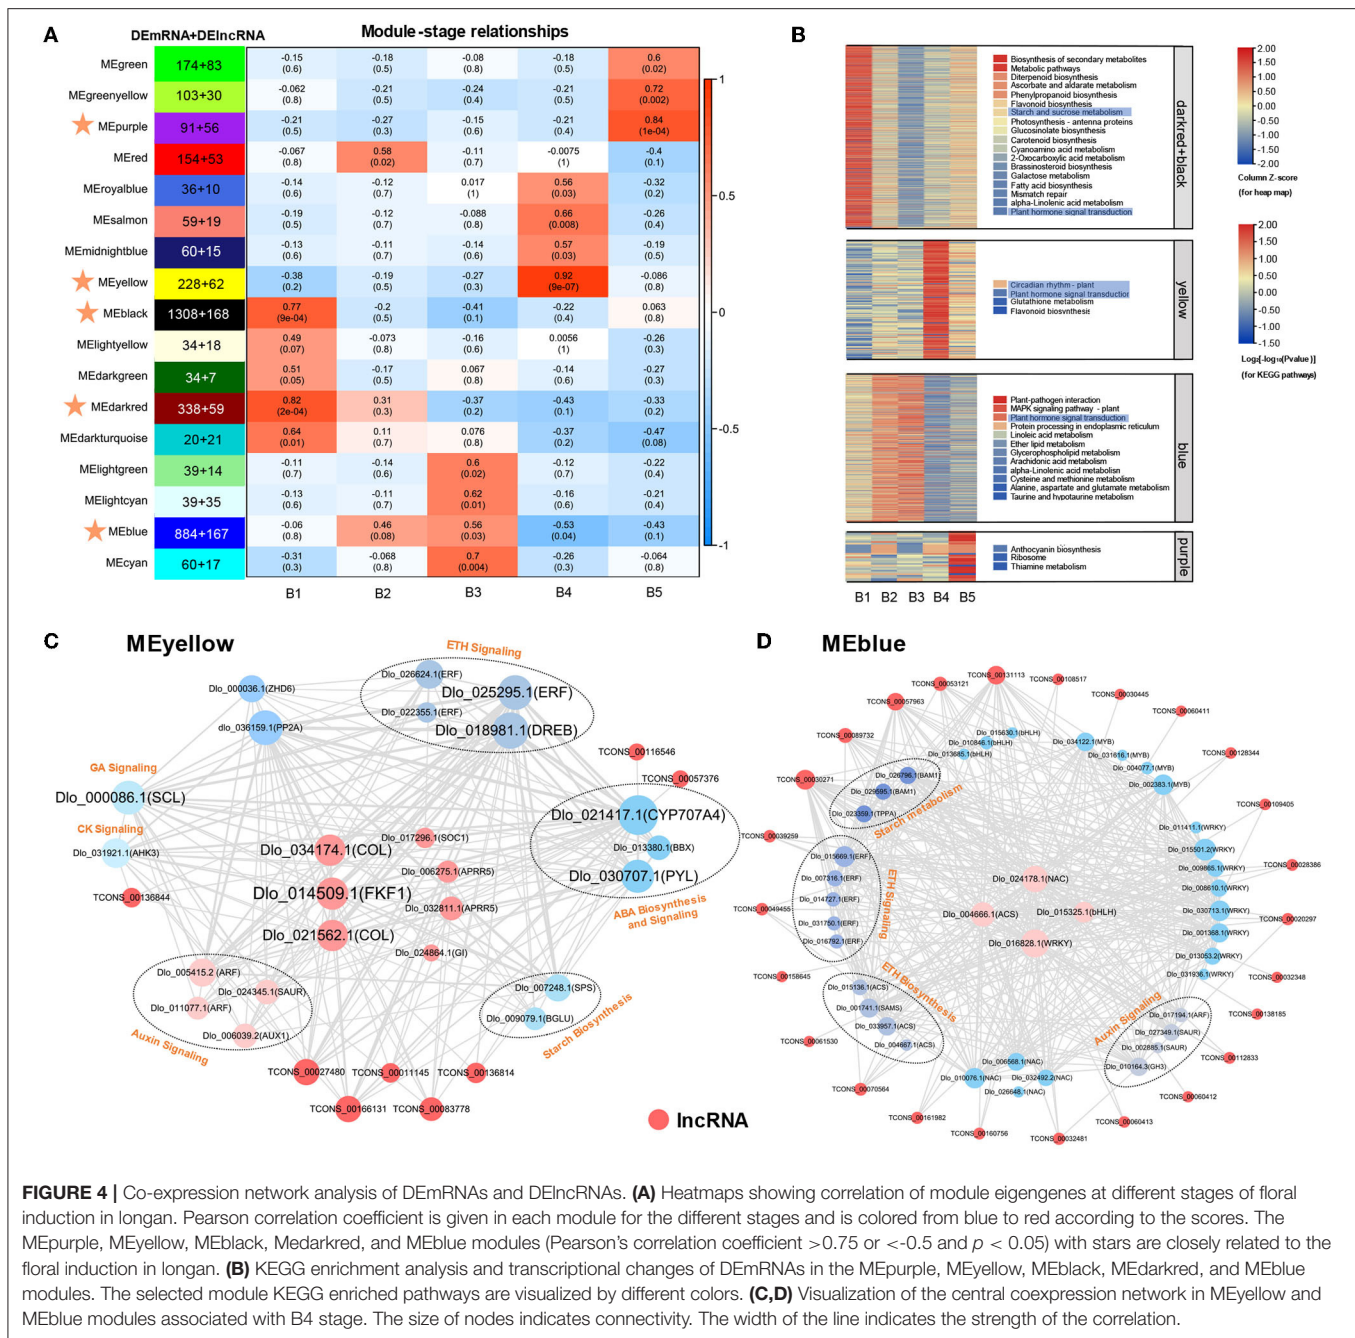 A
DEmRNA+DElncRNA
Module-stage relationships
MEgreen 174+83 -0.15 (0.6) -0.18 (0.5) -0.08 (0.8) -0.18 (0.5) 0.6 (0.02)
MEgreenyellow 103+30 -0.062 (0.8) -0.21 (0.5) -0.24 (0.4) -0.21 (0.5) 0.72 (0.002)
MEpurple 91+56 -0.21 (0.5) -0.27 (0.3) -0.15 (0.6) -0.21 (0.4) 0.84 (1e-04)
MEred 154+53 -0.067 (0.8) 0.58 (0.02) -0.11 (0.7) -0.0075 (1) -0.4 (0.1)
MEroyalblue 36+10 -0.14 (0.6) -0.12 (0.7) 0.017 (1) 0.56 (0.03) -0.32 (0.2)
MEsalmon 59+19 -0.19 (0.5) -0.12 (0.7) -0.088 (0.8) 0.66 (0.008) -0.26 (0.4)
MEmidnightblue 60+15 -0.13 (0.6) -0.11 (0.7) -0.14 (0.6) 0.57 (0.03) -0.19 (0.5)
MEyellow 228+62 -0.38 (0.2) -0.19 (0.5) -0.27 (0.3) 0.92 (9e-07) -0.086 (0.8)
MEblack 1308+168 0.77 (9e-04) -0.2 (0.5) -0.41 (0.1) -0.22 (0.4) 0.063 (0.8)
MElightyellow 34+18 0.49 (0.07) -0.073 (0.8) -0.16 (0.6) 0.0056 (1) -0.26 (0.3)
MEdarkgreen 34+7 0.51 (0.05) -0.17 (0.5) 0.067 (0.8) -0.14 (0.6) -0.27 (0.3)
MEdarkred 338+59 0.82 (2e-04) 0.31 (0.3) -0.37 (0.2) -0.43 (0.1) -0.33 (0.2)
MEdarkturquoise 20+21 0.64 (0.01) 0.11 (0.7) 0.076 (0.8) -0.37 (0.2) -0.47 (0.08)
MElightgreen 39+14 -0.11 (0.7) -0.14 (0.6) 0.6 (0.02) -0.12 (0.7) -0.22 (0.4)
MElightcyan 39+35 -0.13 (0.6) -0.11 (0.7) 0.62 (0.01) -0.16 (0.6) -0.21 (0.4)
MEblue 884+167 -0.06 (0.8) 0.46 (0.08) 0.56 (0.03) -0.53 (0.04) -0.43 (0.1)
MEcyan 60+17 -0.31 (0.3) -0.068 (0.8) 0.7 (0.004) -0.26 (0.3) -0.064 (0.8)
B1 B2 B3 B4 B5
1
0.5
0
-0.5
-1
B
Biosynthesis of secondary metabolites
Metabolic pathways
Diterpenoid biosynthesis
Ascorbate and aldarate metabolism
Phenylpropanoid biosynthesis
Flavonoid biosynthesis
Starch and sucrose metabolism
Photosynthesis - antenna proteins
Glucosinolate biosynthesis
Carotenoid biosynthesis
Cyanoamino acid metabolism
2-Oxocarboxylic acid metabolism
Brassinosteroid biosynthesis
Galactose metabolism
Fatty acid biosynthesis
Mismatch repair
alpha-Linolenic acid metabolism
Plant hormone signal transduction
darkred+black
Circadian rhythm - plant
Plant hormone signal transduction
Glutathione metabolism
Flavonoid biosynthesis
yellow
Plant-pathogen interaction
MAPK signaling pathway - plant
Plant hormone signal transduction
Protein processing in endoplasmic reticulum
Linoleic acid metabolism
Ether lipid metabolism
Glycerophospholipid metabolism
Arachidonic acid metabolism
alpha-Linolenic acid metabolism
Cysteine and methionine metabolism
Alanine, aspartate and glutamate metabolism
Taurine and hypotaurine metabolism
blue
Anthocyanin biosynthesis
Ribosome
Thiamine metabolism
purple
B1 B2 B3 B4 B5
2.00
1.50
1.00
0.50
0.00
-0.50
-1.00
-1.50
-2.00
Column Z-score
(for heat map)
2.00
1.50
1.00
0.50
0.00
-0.50
-1.00
-1.50
Log₂[-log₁₀(Pvalue)]
(for KEGG pathways)
C
MEyellow
ETH Signaling
Dlo_026624.1(ERF)
Dlo_025295.1(ERF)
Dlo_022355.1(ERF)
Dlo_018981.1(DREB)
Dlo_000036.1(ZHD6)
dlo_036159.1(PP2A)
TCONS_00116546
TCONS_00057376
GA Signaling
Dlo_000086.1(SCL)
CK Signaling
Dlo_031921.1(AHK3)
TCONS_00136844
Dlo_021417.1(CYP707A4)
Dlo_013380.1(BBX)
Dlo_030707.1(PYL)
ABA Biosynthesis
and Signaling
Dlo_017296.1(SOC1)
Dlo_034174.1(COL)
Dlo_006275.1(APRR5)
Dlo_014509.1(FKF1)
Dlo_032811.1(APRR5)
Dlo_021562.1(COL)
Dlo_024864.1(GI)
Dlo_005415.2 (ARF)
Dlo_024345.1(SAUR)
Dlo_011077.1(ARF)
Dlo_006039.2(AUX1)
Auxin Signaling
Dlo_007248.1(SPS)
Dlo_009079.1(BGLU)
Starch Biosynthesis
TCONS_00027480
TCONS_00011145
TCONS_00136814
TCONS_00166131
TCONS_00083778
lncRNA
D
MEblue
TCONS_00131113
TCONS_00053121
TCONS_00108517
TCONS_00057963
TCONS_00030445
TCONS_00060411
TCONS_00089732
TCONS_00128344
TCONS_00030271
TCONS_00109405
TCONS_00039259
TCONS_00028386
TCONS_00049455
TCONS_00020297
TCONS_00158645
TCONS_00032348
TCONS_00138185
TCONS_00061530
TCONS_00112833
TCONS_00070564
TCONS_00060412
TCONS_00161982
TCONS_00060413
TCONS_00160756
TCONS_00032481
Dlo_015630.1(bHLH)
Dlo_010846.1(bHLH)
Dlo_013685.1(bHLH)
Dlo_034122.1(MYB)
Dlo_031616.1(MYB)
Dlo_004077.1(MYB)
Dlo_002383.1(MYB)
Dlo_026796.1(BAM1)
Dlo_029595.1(BAM1)
Dlo_023359.1(TPPA)
Starch metabolism
Dlo_011411.1(WRKY)
Dlo_015501.2(WRKY)
Dlo_009865.1(WRKY)
Dlo_008610.1(WRKY)
Dlo_030713.1(WRKY)
Dlo_001368.1(WRKY)
Dlo_013053.2(WRKY)
Dlo_031936.1(WRKY)
Dlo_015669.1(ERF)
Dlo_007316.1(ERF)
Dlo_014727.1(ERF)
Dlo_031750.1(ERF)
Dlo_016792.1(ERF)
ETH Signaling
Dlo_024178.1(NAC)
Dlo_004666.1(ACS)
Dlo_015325.1(bHLH)
Dlo_016828.1(WRKY)
Dlo_015136.1(ACS)
Dlo_001741.1(SAMS)
Dlo_033957.1(ACS)
Dlo_004667.1(ACS)
ETH Biosynthesis
Auxin Signaling
Dlo_017194.1(ARF)
Dlo_027349.1(SAUR)
Dlo_002885.1(SAUR)
Dlo_010164.3(GH3)
Dlo_006568.1(NAC)
Dlo_010076.1(NAC)
Dlo_032492.2(NAC)
Dlo_026648.1(NAC)
FIGURE 4 | Co-expression network analysis of DEmRNAs and DElncRNAs. (A) Heatmaps showing correlation of module eigengenes at different stages of floral
induction in longan. Pearson correlation coefficient is given in each module for the different stages and is colored from blue to red according to the scores. The
MEpurple, MEyellow, MEblack, Medarkred, and MEblue modules (Pearson's correlation coefficient >0.75 or <-0.5 and p < 0.05) with stars are closely related to the
floral induction in longan. (B) KEGG enrichment analysis and transcriptional changes of DEmRNAs in the MEpurple, MEyellow, MEblack, MEdarkred, and MEblue
modules. The selected module KEGG enriched pathways are visualized by different colors. (C,D) Visualization of the central coexpression network in MEyellow and
MEblue modules associated with B4 stage. The size of nodes indicates connectivity. The width of the line indicates the strength of the correlation.